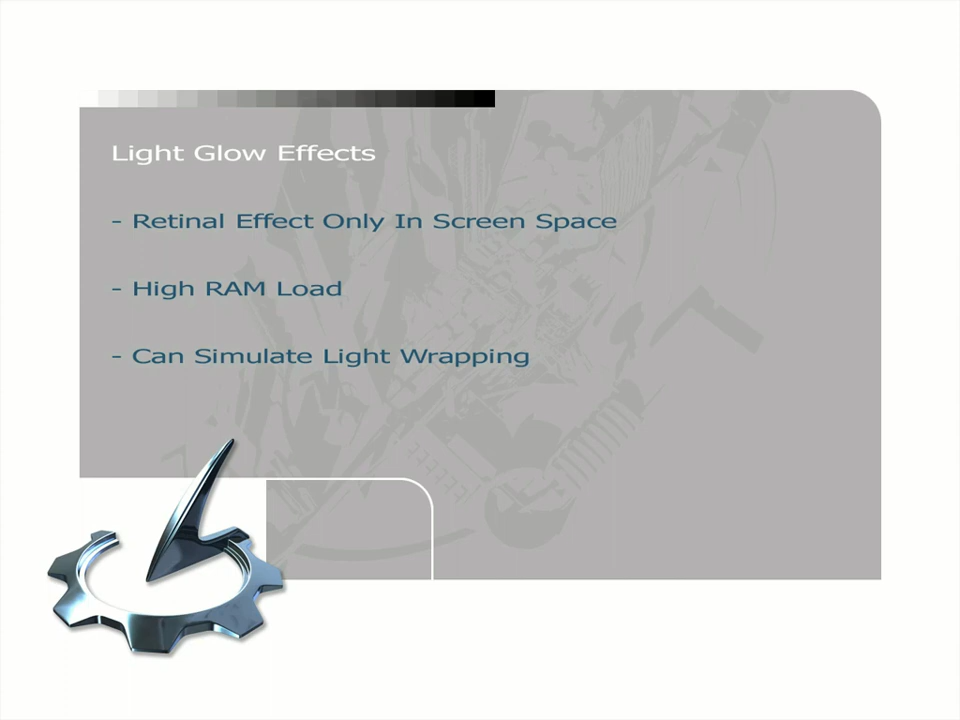 Light Glow Effects
- Retinal Effect Only In Screen Space
- High RAM Load
- Can Simulate Light Wrapping